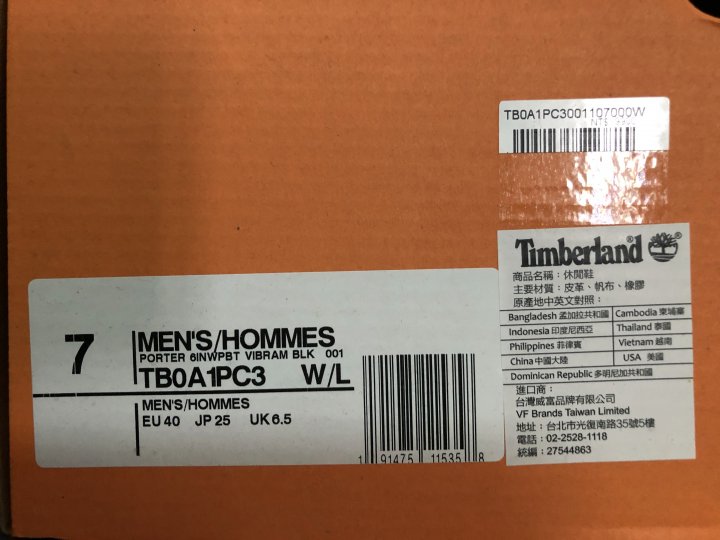 TB0A1PC3001107000W
NT$
Timberland®
商品名稱：休閒鞋
主要材質：皮革、帆布、橡膠
原產地中英文對照：
Bangladesh 孟加拉共和國 Cambodia 柬埔寨
Indonesia 印度尼西亞 Thailand 泰國
Philippines 菲律賓 Vietnam 越南
China 中國大陸 USA 美國
Dominican Republic 多明尼加共和國
進口商：
台灣威富品牌有限公司
VF Brands Taiwan Limited
地址：台北市光復南路35號5樓
電話：02-2528-1118
統編：27544863
7
MEN'S/HOMMES
PORTER 6INWPBT VIBRAM BLK 001
TB0A1PC3 W/L
MEN'S/HOMMES
EU 40 JP 25 UK 6.5
1 91475 11535 8